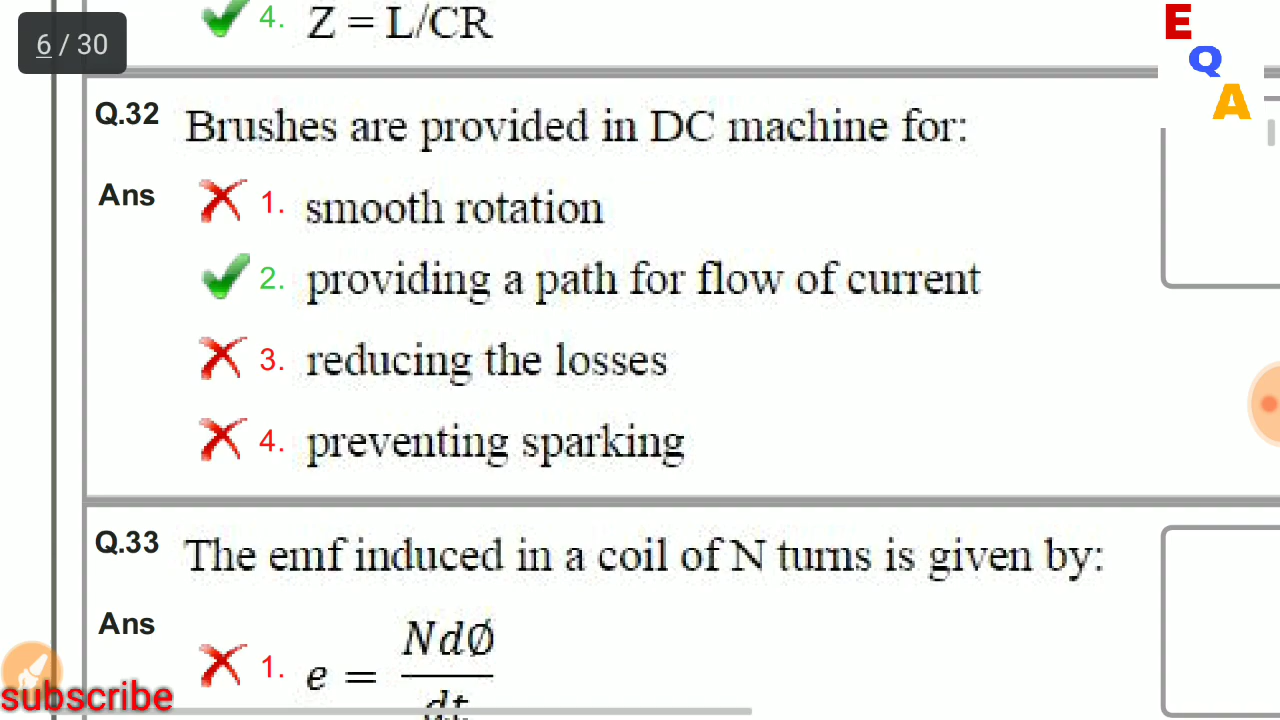 4. Z = L/CR
6 / 30
E
Q
A
Q.32 Brushes are provided in DC machine for:
Ans 1. smooth rotation
2. providing a path for flow of current
3. reducing the losses
4. preventing sparking
Q.33 The emf induced in a coil of N turns is given by:
Ans 1. e = NdØ
dt
subscribe